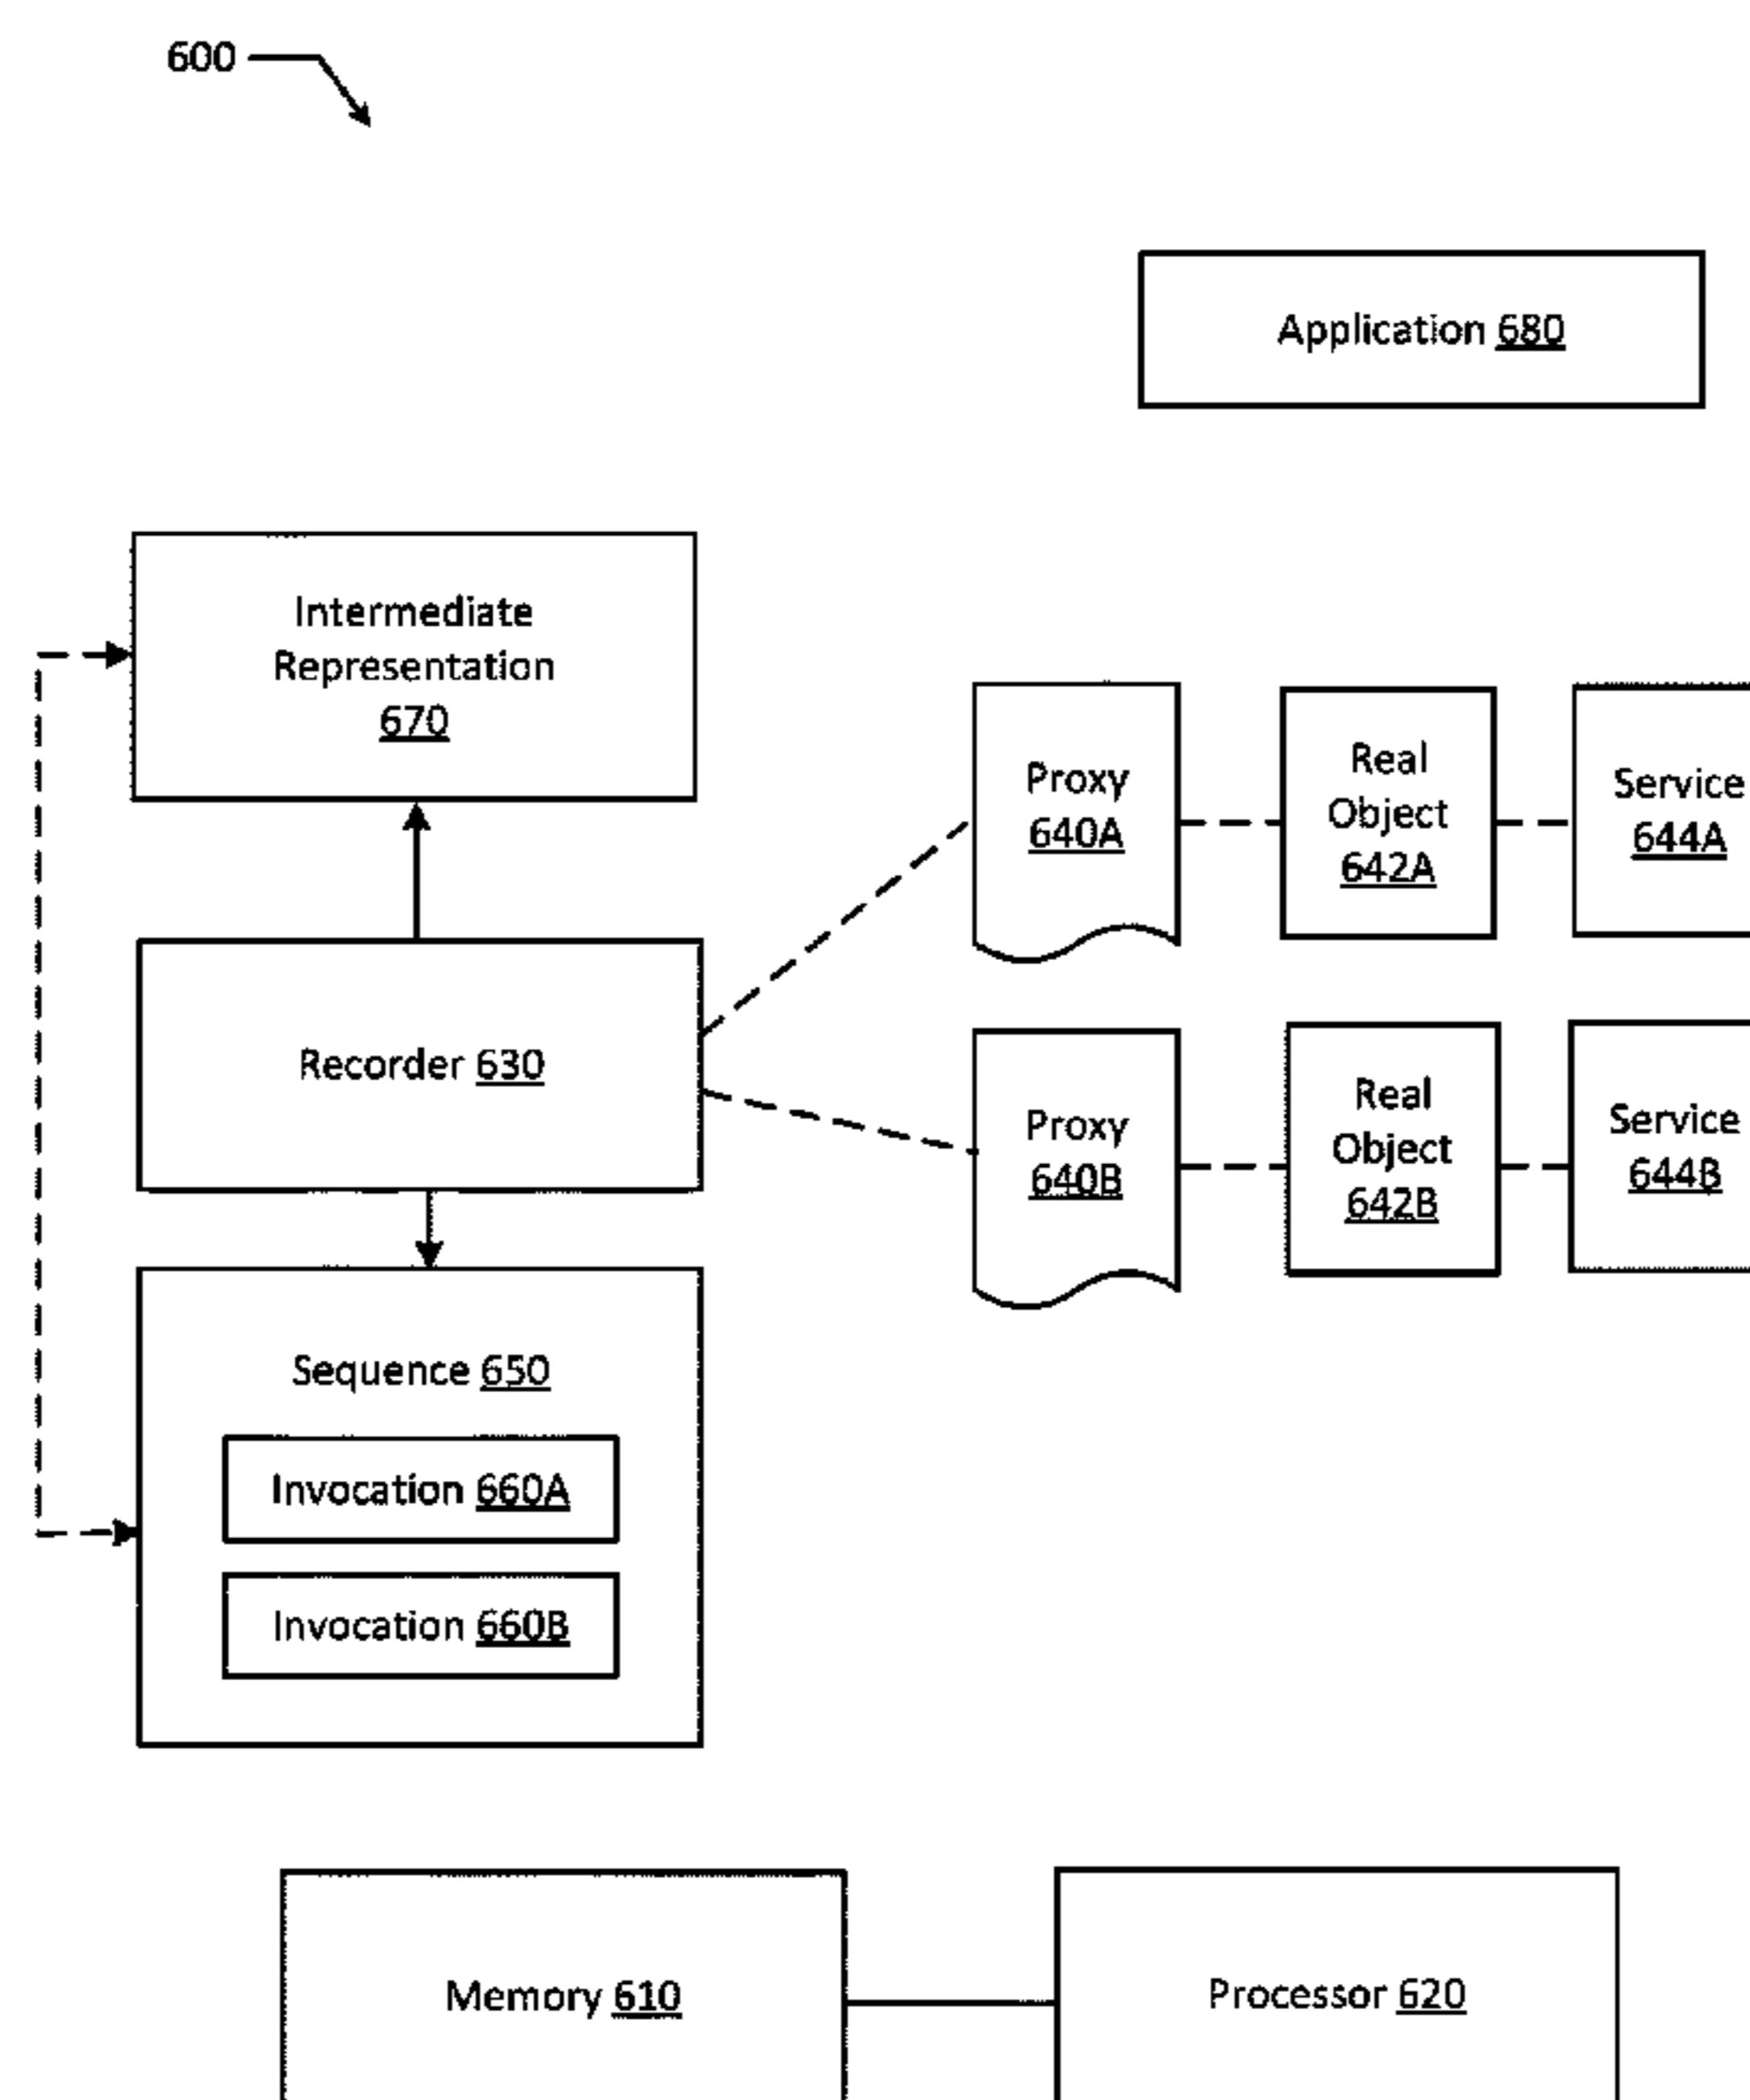 600
Application 680
Intermediate
Representation
670
Proxy
640A
Real
Object
642A
Service
644A
Recorder 630
Proxy
640B
Real
Object
642B
Service
644B
Sequence 650
Invocation 660A
Invocation 660B
Memory 610
Processor 620